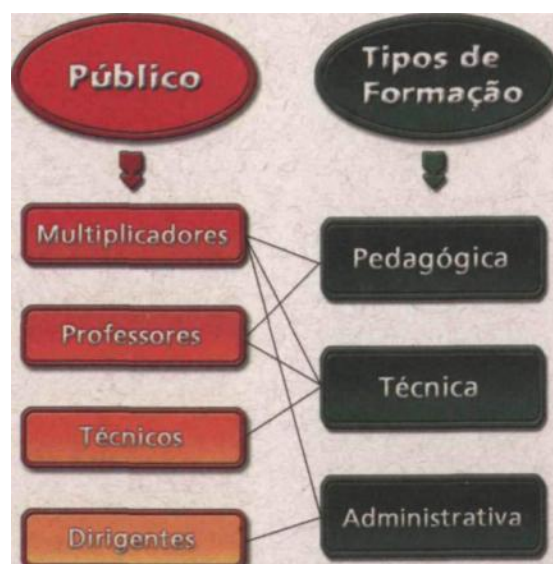 Público
Tipos de
Formação
Multiplicadores
Pedagógica
Professores
Técnica
Técnicos
Administrativa
Dirigentes